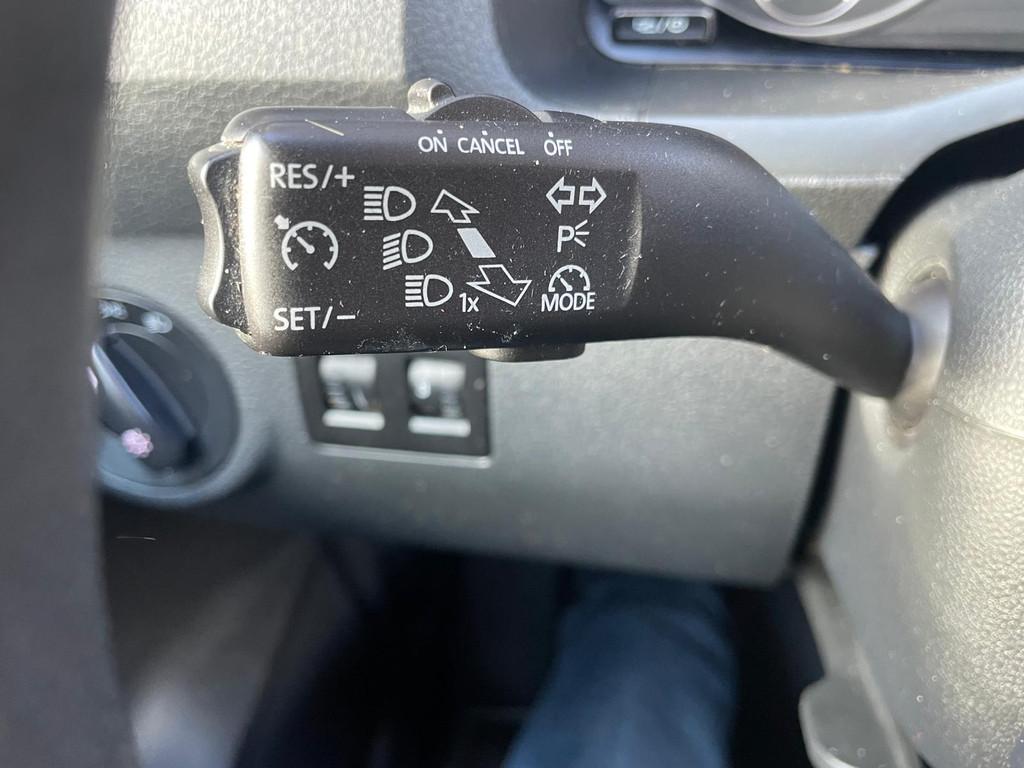 ON CANCEL OFF
RES/+
SET/-
1x
P
MODE